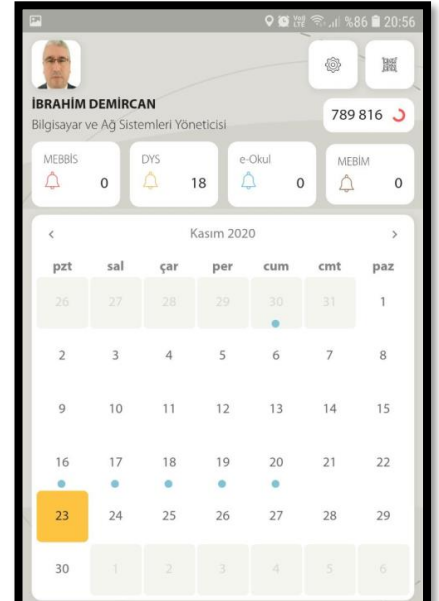 Vo)) LTE %86 20:56
İBRAHİM DEMİRCAN
Bilgisayar ve Ağ Sistemleri Yöneticisi
789 816
MEBBİS DYS e-Okul MEBİM
0 18 0 0
< Kasım 2020 >
pzt sal çar per cum cmt paz
26 27 28 29 30 31 1
2 3 4 5 6 7 8
9 10 11 12 13 14 15
16 17 18 19 20 21 22
23 24 25 26 27 28 29
30 1 2 3 4 5 6